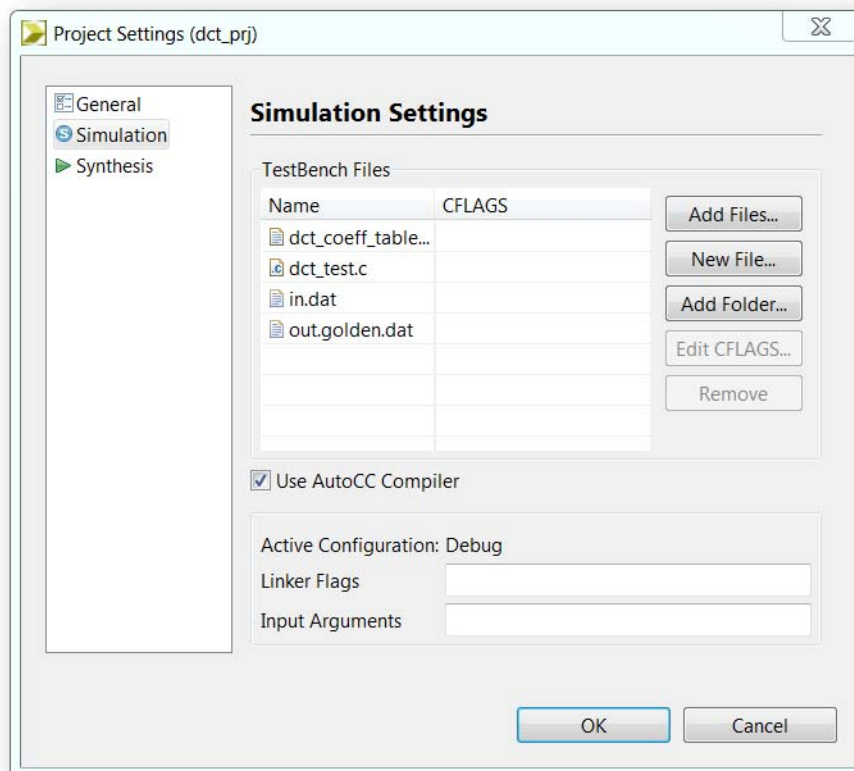 Project Settings (dct_prj)
General
Simulation
Synthesis
Simulation Settings
TestBench Files
Name CFLAGS
dct_coeff_table...
dct_test.c
in.dat
out.golden.dat
Add Files...
New File...
Add Folder...
Edit CFLAGS...
Remove
Use AutoCC Compiler
Active Configuration: Debug
Linker Flags
Input Arguments
OK Cancel